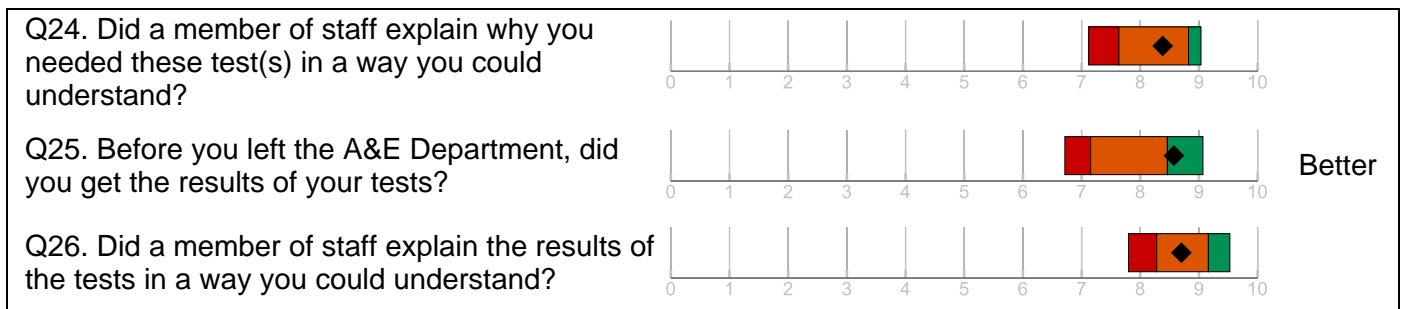 Q24. Did a member of staff explain why you
needed these test(s) in a way you could
understand?
0 1 2 3 4 5 6 7 8 9 10
Q25. Before you left the A&E Department, did
you get the results of your tests?
Better
0 1 2 3 4 5 6 7 8 9 10
Q26. Did a member of staff explain the results of
the tests in a way you could understand?
0 1 2 3 4 5 6 7 8 9 10